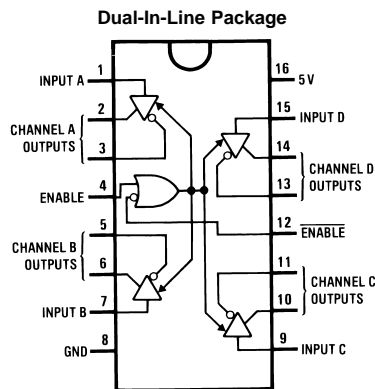 Dual-In-Line Package
1
INPUT A
2
CHANNEL A
OUTPUTS
3
4
ENABLE
5
CHANNEL B
OUTPUTS
6
7
INPUT B
8
GND
16
5 V
15
INPUT D
14
CHANNEL D
OUTPUTS
13
12
ENABLE
11
CHANNEL C
OUTPUTS
10
9
INPUT C